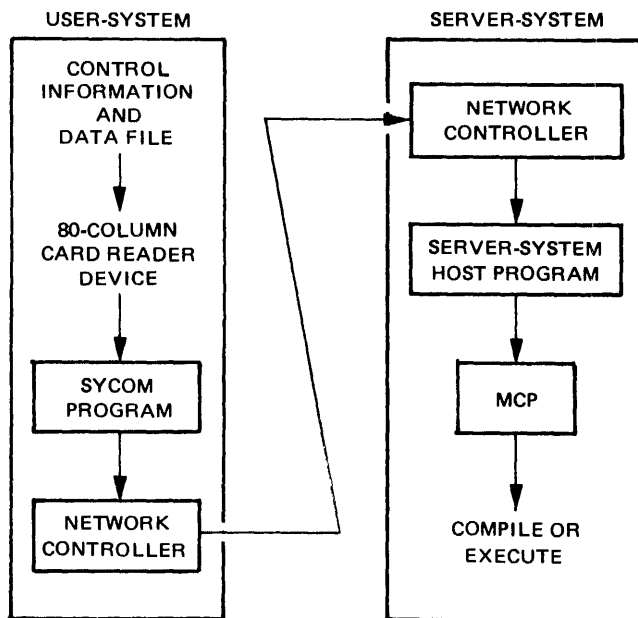 USER-SYSTEM
CONTROL
INFORMATION
AND
DATA FILE
80-COLUMN
CARD READER
DEVICE
SYCOM
PROGRAM
NETWORK
CONTROLLER
SERVER-SYSTEM
NETWORK
CONTROLLER
SERVER-SYSTEM
HOST PROGRAM
MCP
COMPILE OR
EXECUTE